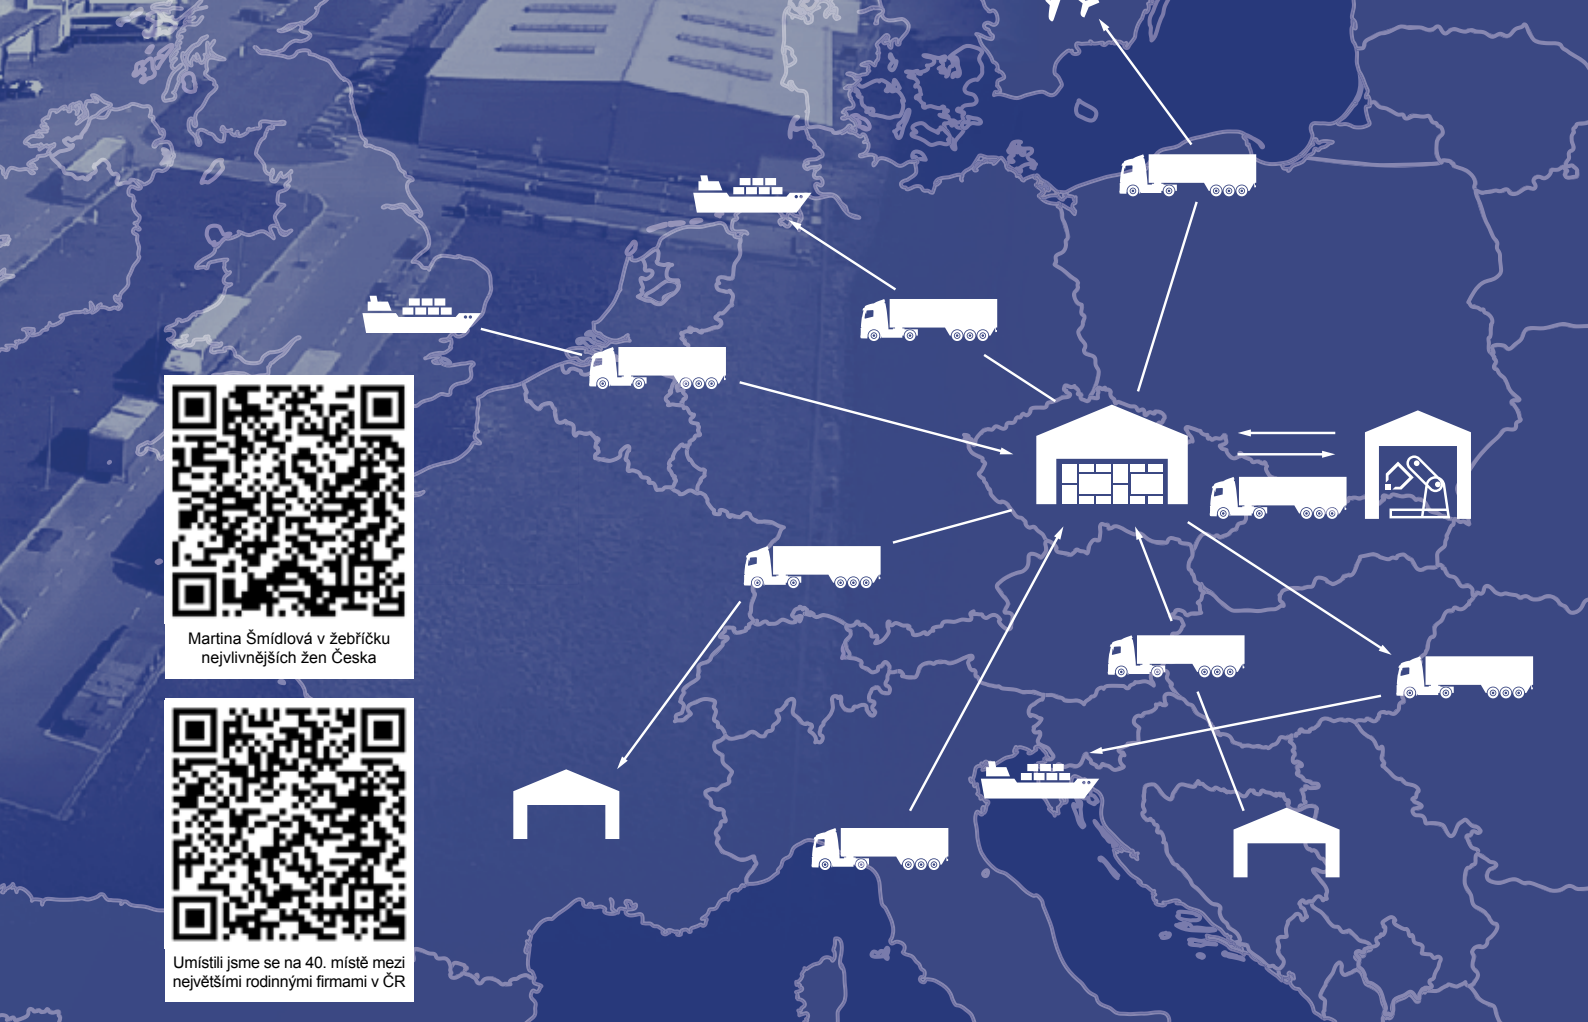 Martina Šmídlová v žebříčku
nejvlivnějších žen Česka
Umístili jsme se na 40. místě mezi
největšími rodinnými firmami v ČR